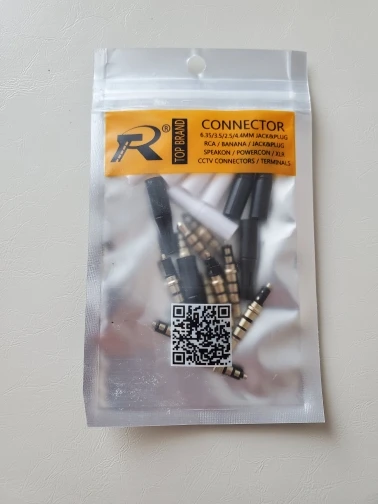 R®
TOP BRAND
CONNECTOR
6.35/3.5/2.5/4.4MM JACK&PLUG
RCA / BANANA / JACK&PLUG
SPEAKON / POWERCON / XLR
CCTV CONNECTORS / TERMINALS